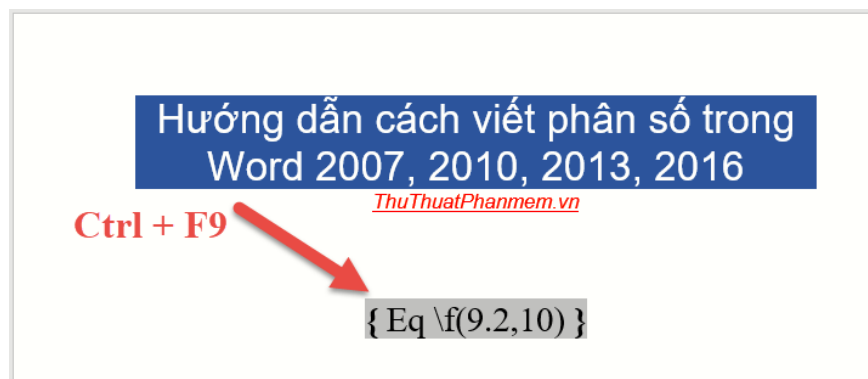 Hướng dẫn cách viết phân số trong
Word 2007, 2010, 2013, 2016
ThuThuatPhanmem.vn
Ctrl + F9
{ Eq \f(9.2,10) }